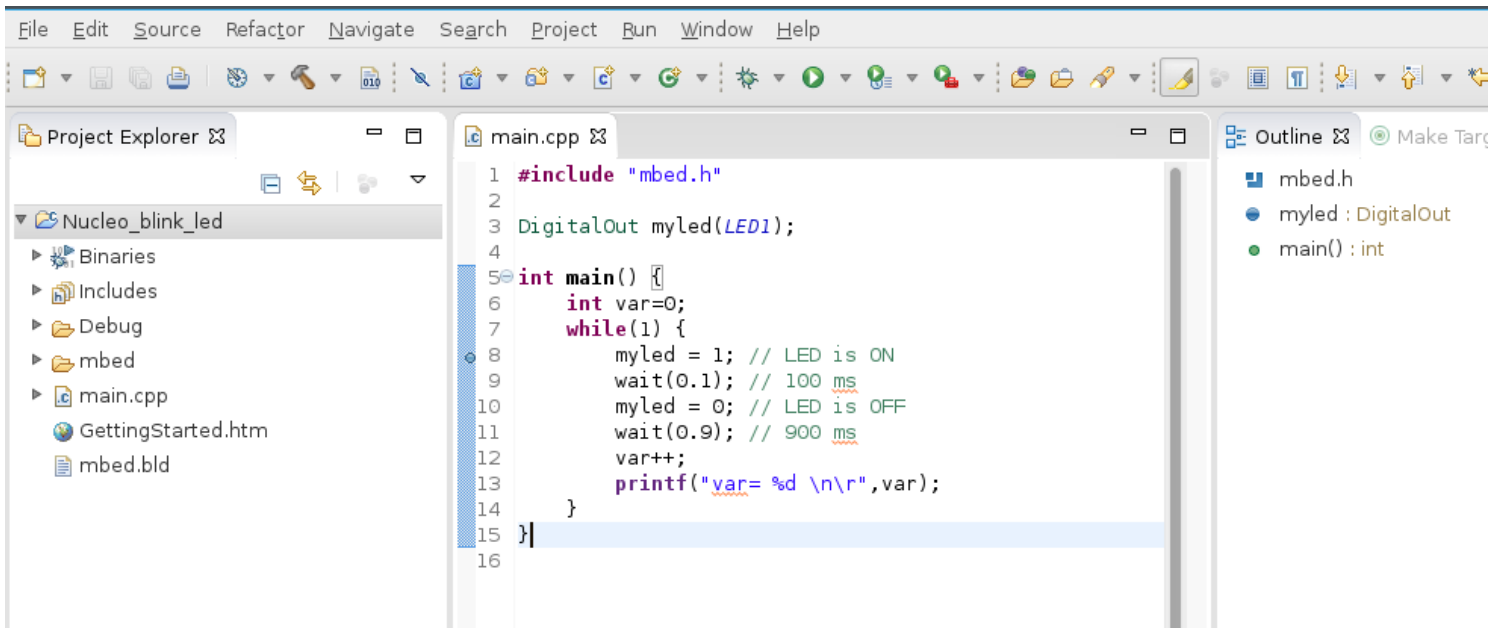 File Edit Source Refactor Navigate Search Project Run Window Help
010
Project Explorer
main.cpp
Outline Make Targ
Nucleo_blink_led
Binaries
Includes
Debug
mbed
main.cpp
GettingStarted.htm
mbed.bld
1 #include "mbed.h"
2
3 DigitalOut myled(LED1);
4
5 int main() {
6     int var=0;
7     while(1) {
8         myled = 1; // LED is ON
9         wait(0.1); // 100 ms
10         myled = 0; // LED is OFF
11         wait(0.9); // 900 ms
12         var++;
13         printf("var= %d \n\r",var);
14     }
15 }
16
mbed.h
myled : DigitalOut
main() : int